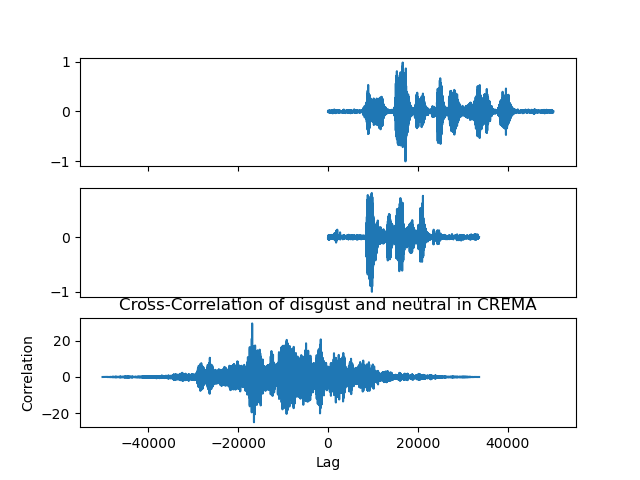 1
0
−1
0
−1
Cross-Correlation of disgust and neutral in CREMA
20
0
−20
Correlation
−40000 −20000 0 20000 40000
Lag